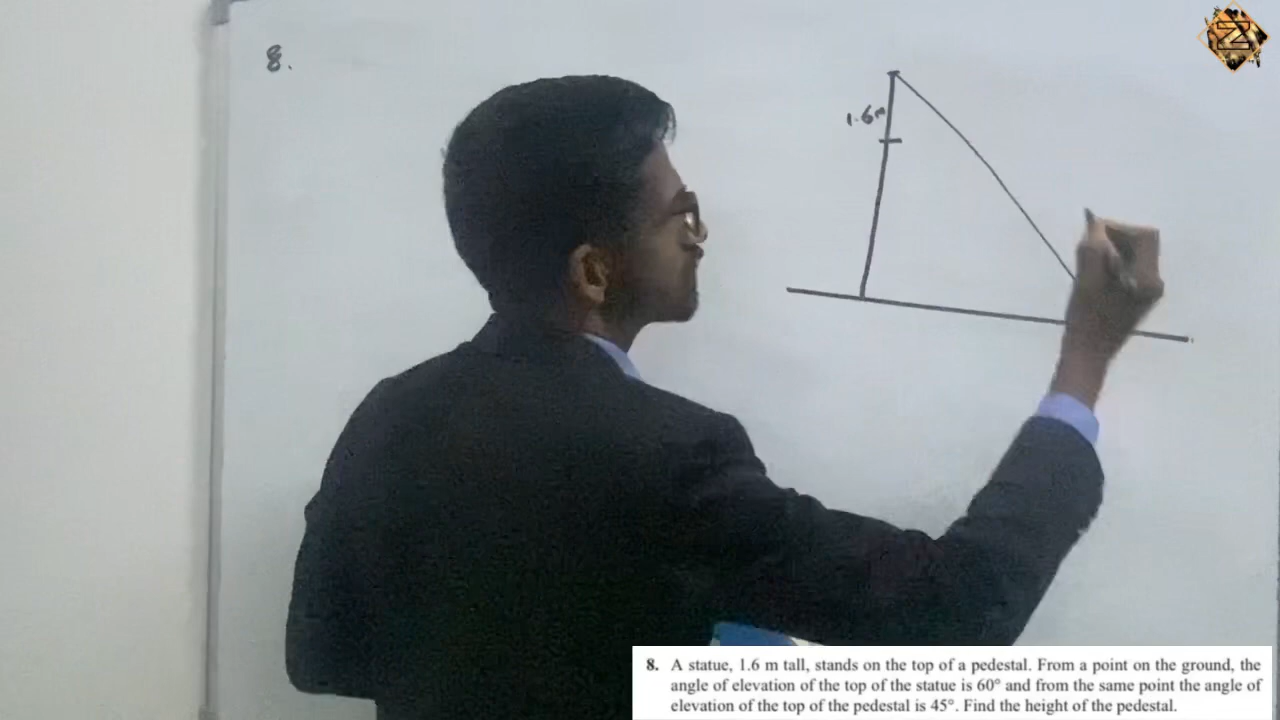 8.
1.6m
8. A statue, 1.6 m tall, stands on the top of a pedestal. From a point on the ground, the
angle of elevation of the top of the statue is 60° and from the same point the angle of
elevation of the top of the pedestal is 45°. Find the height of the pedestal.